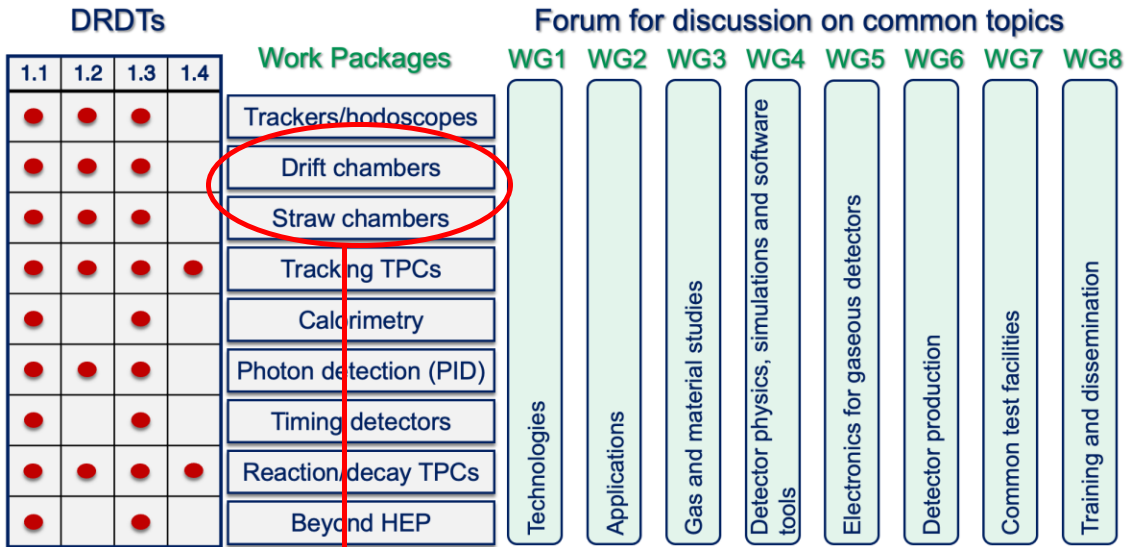 DRDTs
Forum for discussion on common topics
Work Packages
WG1 WG2 WG3 WG4 WG5 WG6 WG7 WG8
1.1 1.2 1.3 1.4
Trackers/hodoscopes
Drift chambers
Straw chambers
Tracking TPCs
Calorimetry
Photon detection (PID)
Timing detectors
Reaction/decay TPCs
Beyond HEP
Technologies
Applications
Gas and material studies
Detector physics, simulations and software
tools
Electronics for gaseous detectors
Detector production
Common test facilities
Training and dissemination